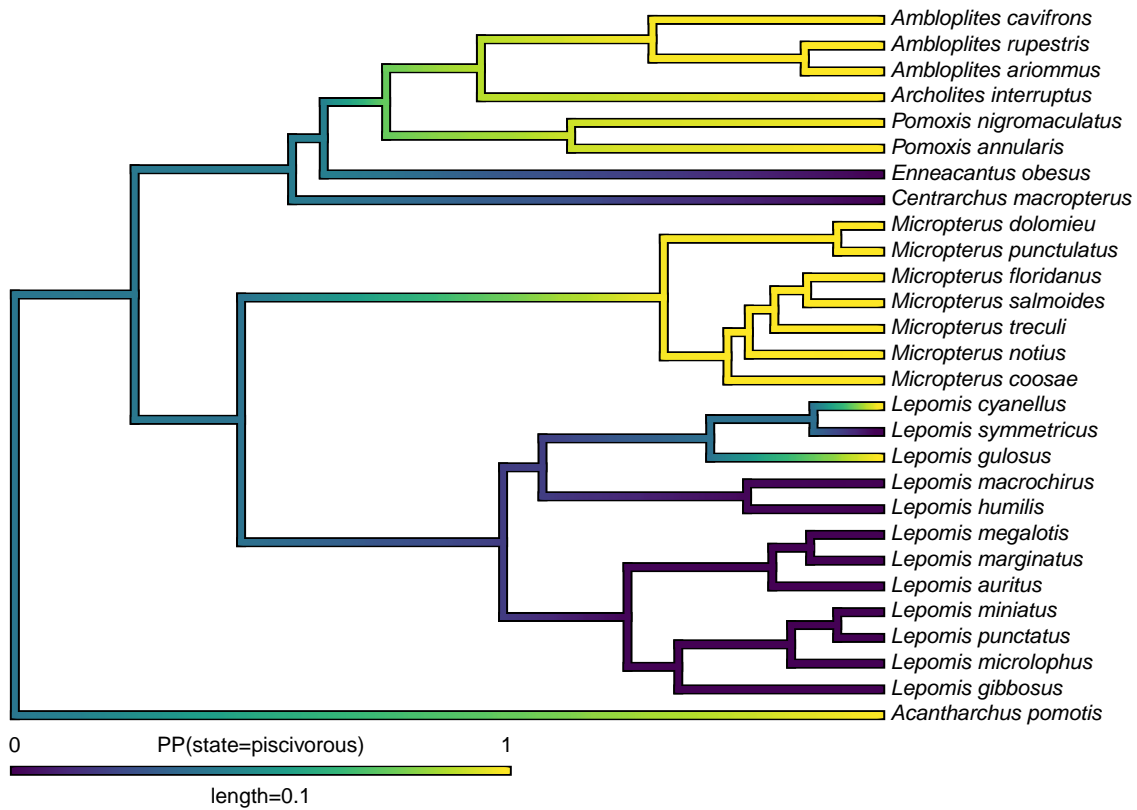 Ambloplites cavifrons
Ambloplites rupestris
Ambloplites ariommus
Archolites interruptus
Pomoxis nigromaculatus
Pomoxis annularis
Enneacantus obesus
Centrarchus macropterus
Micropterus dolomieu
Micropterus punctulatus
Micropterus floridanus
Micropterus salmoides
Micropterus treculi
Micropterus notius
Micropterus coosae
Lepomis cyanellus
Lepomis symmetricus
Lepomis gulosus
Lepomis macrochirus
Lepomis humilis
Lepomis megalotis
Lepomis marginatus
Lepomis auritus
Lepomis miniatus
Lepomis punctatus
Lepomis microlophus
Lepomis gibbosus
Acantharchus pomotis
0 PP(state=piscivorous) 1
length=0.1